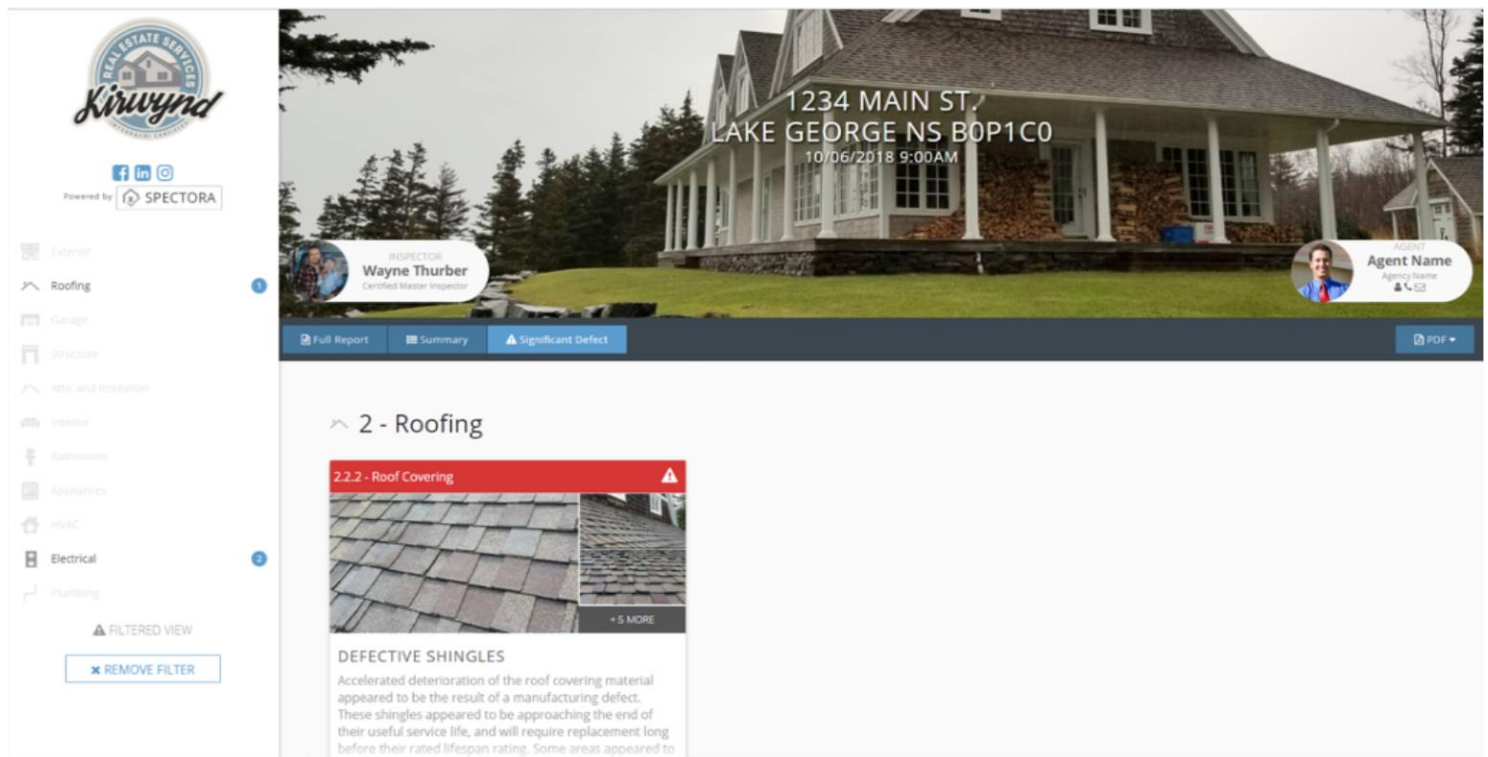 REAL ESTATE SERVICES
Kirwynd
INTERNACHI CERTIFIED
Powered by SPECTORA
Exterior
Roofing 1
Garage
Structure
Attic and Insulation
Interior
Bathrooms
Appliances
HVAC
Electrical 2
Plumbing
FILTERED VIEW
REMOVE FILTER
1234 MAIN ST.
LAKE GEORGE NS B0P1C0
10/06/2018 9:00AM
INSPECTOR
Wayne Thurber
Certified Master Inspector
AGENT
Agent Name
Agency Name
Full Report Summary Significant Defect PDF
2 - Roofing
2.2.2 - Roof Covering
+ 5 MORE
DEFECTIVE SHINGLES
Accelerated deterioration of the roof covering material
appeared to be the result of a manufacturing defect.
These shingles appeared to be approaching the end of
their useful service life, and will require replacement long
before their rated lifespan rating. Some areas appeared to